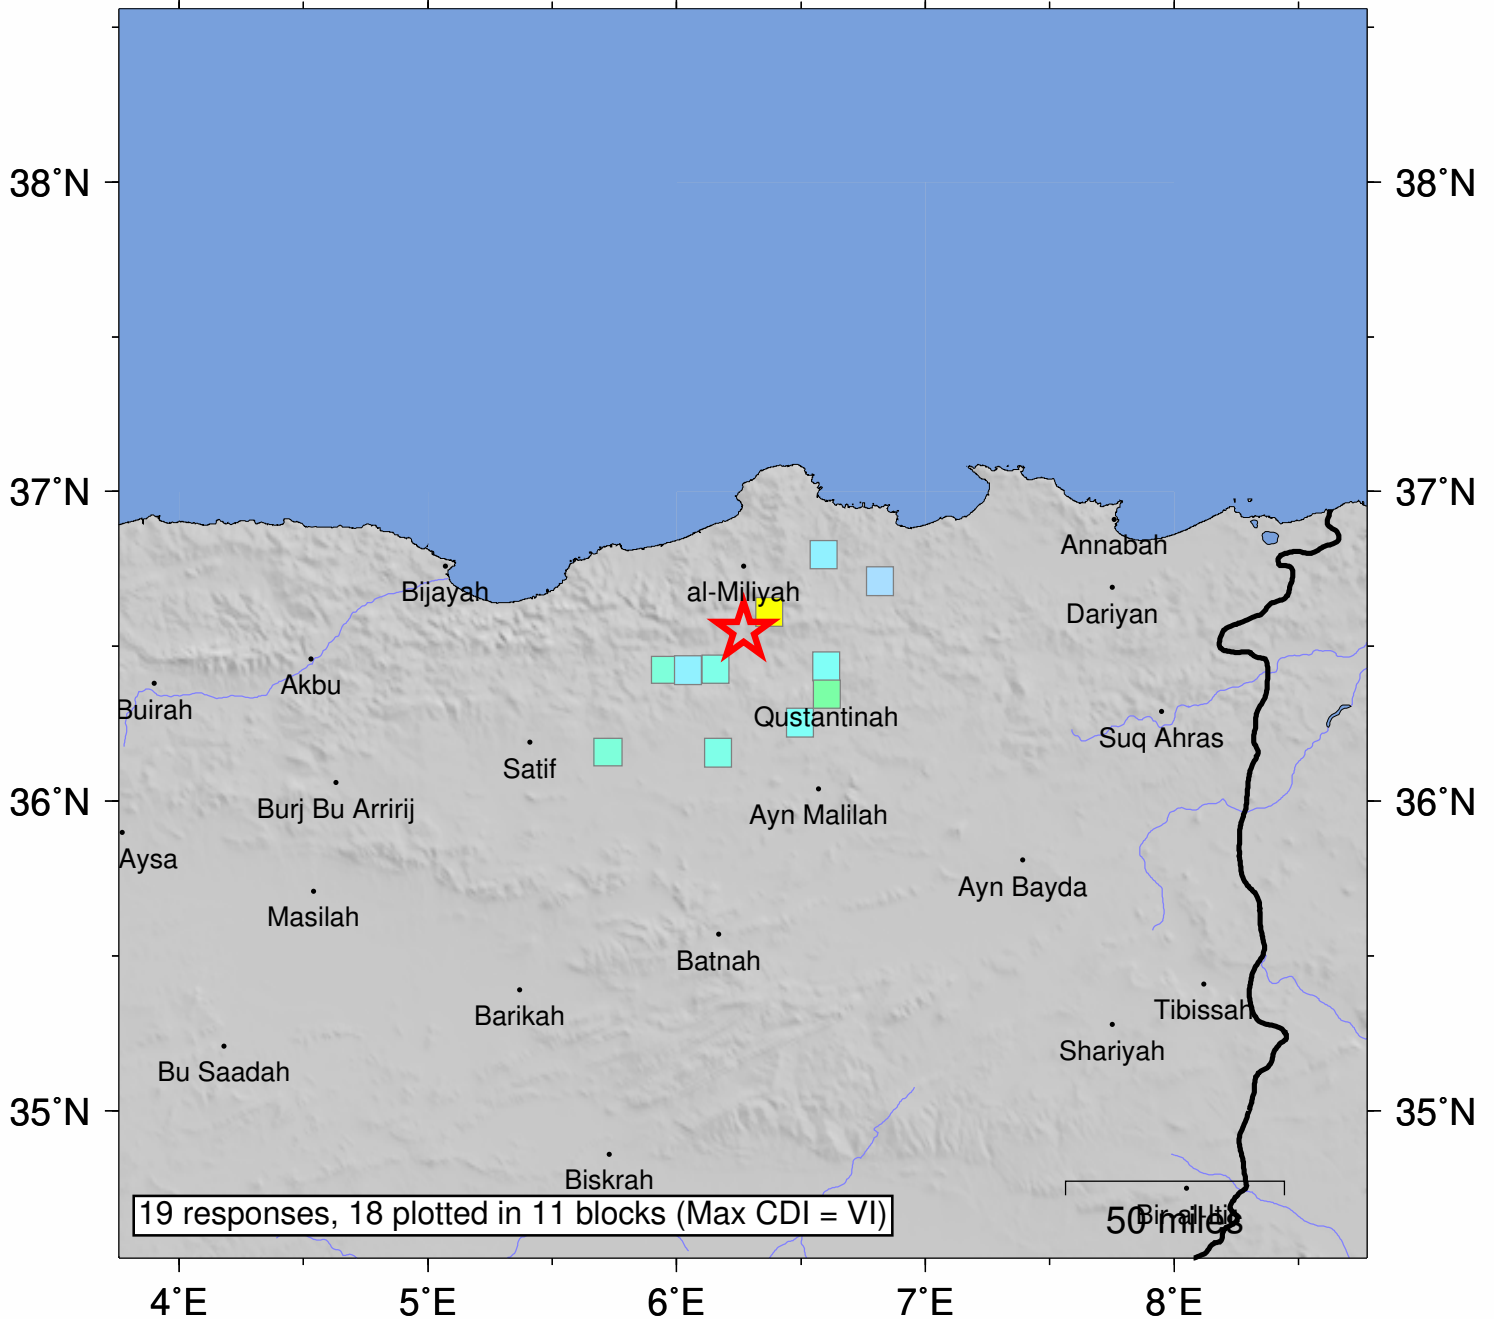 38°N
38°N
37°N
37°N
Annabah
Bijayah
al-Miliyah
Dariyan
Akbu
Buirah
Qustantinah
Suq Ahras
Satif
36°N
36°N
Burj Bu Arririj
Ayn Malilah
Aysa
Ayn Bayda
Masilah
Batnah
Barikah
Tibissah
Shariyah
Bu Saadah
35°N
35°N
Biskrah
19 responses, 18 plotted in 11 blocks (Max CDI = VI)
50 miles
4°E
5°E
6°E
7°E
8°E